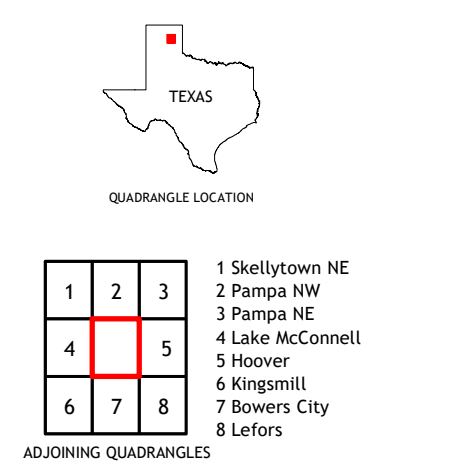 TEXAS
QUADRANGLE LOCATION
1 2 3
4 5
6 7 8
1 Skellytown NE
2 Pampa NW
3 Pampa NE
4 Lake McConnell
5 Hoover
6 Kingsmill
7 Bowers City
8 Lefors
ADJOINING QUADRANGLES